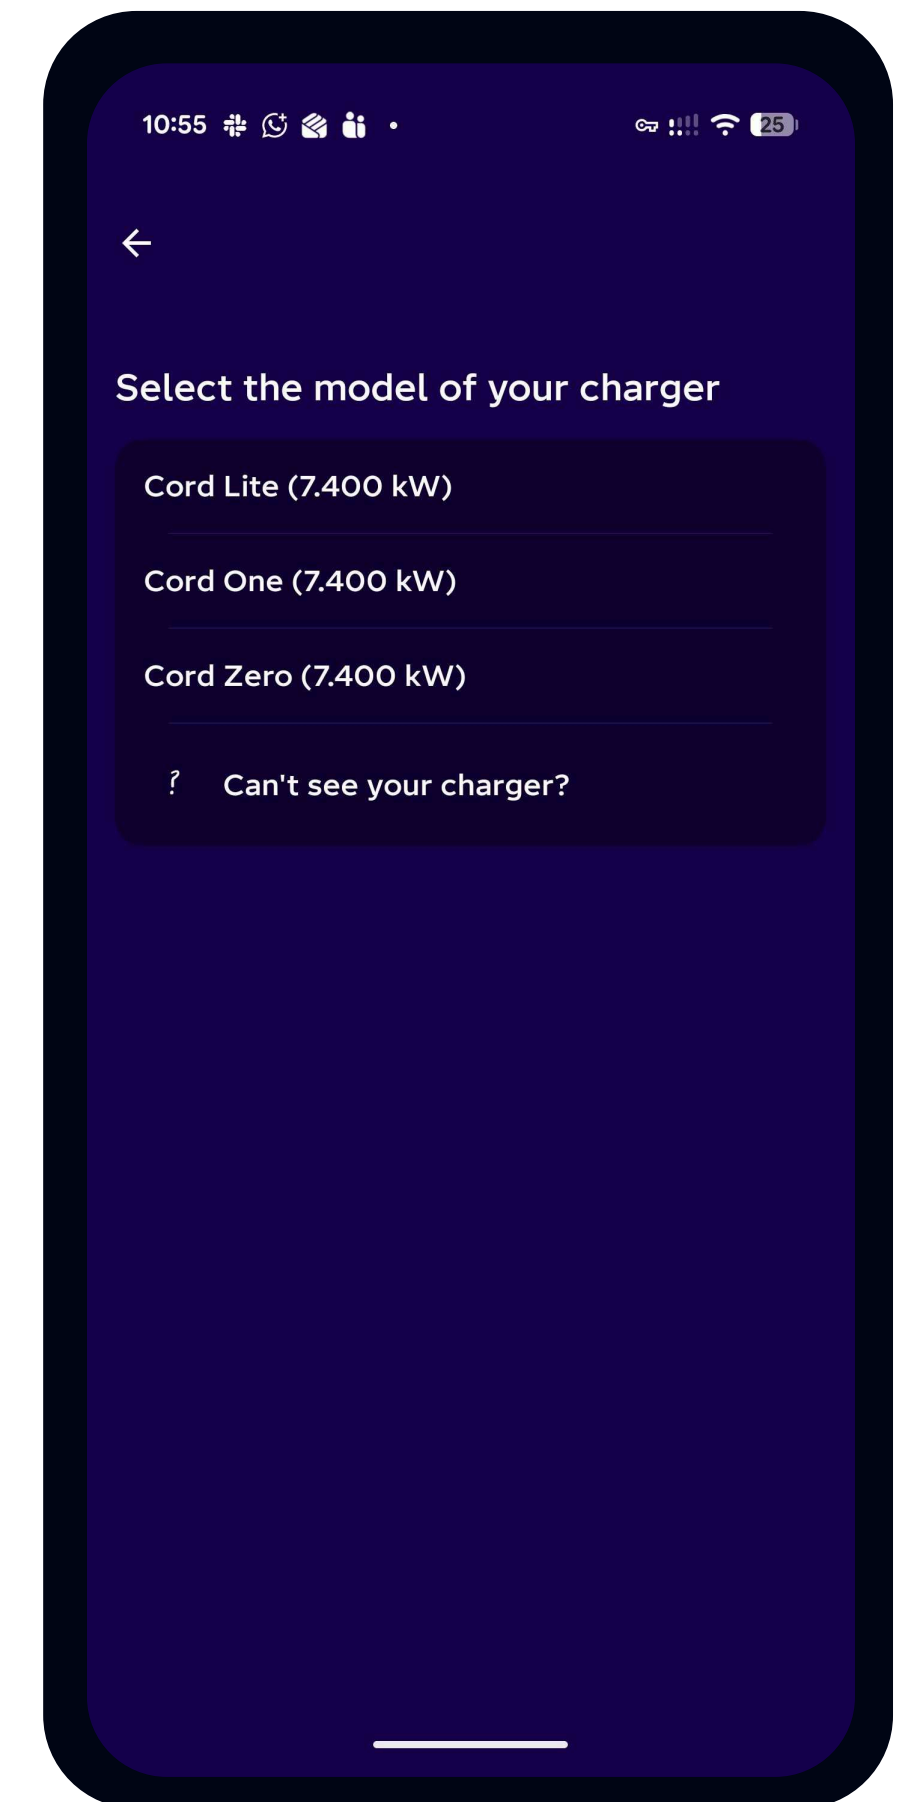 10:55
25
Select the model of your charger
Cord Lite (7.400 kW)
Cord One (7.400 kW)
Cord Zero (7.400 kW)
? Can't see your charger?